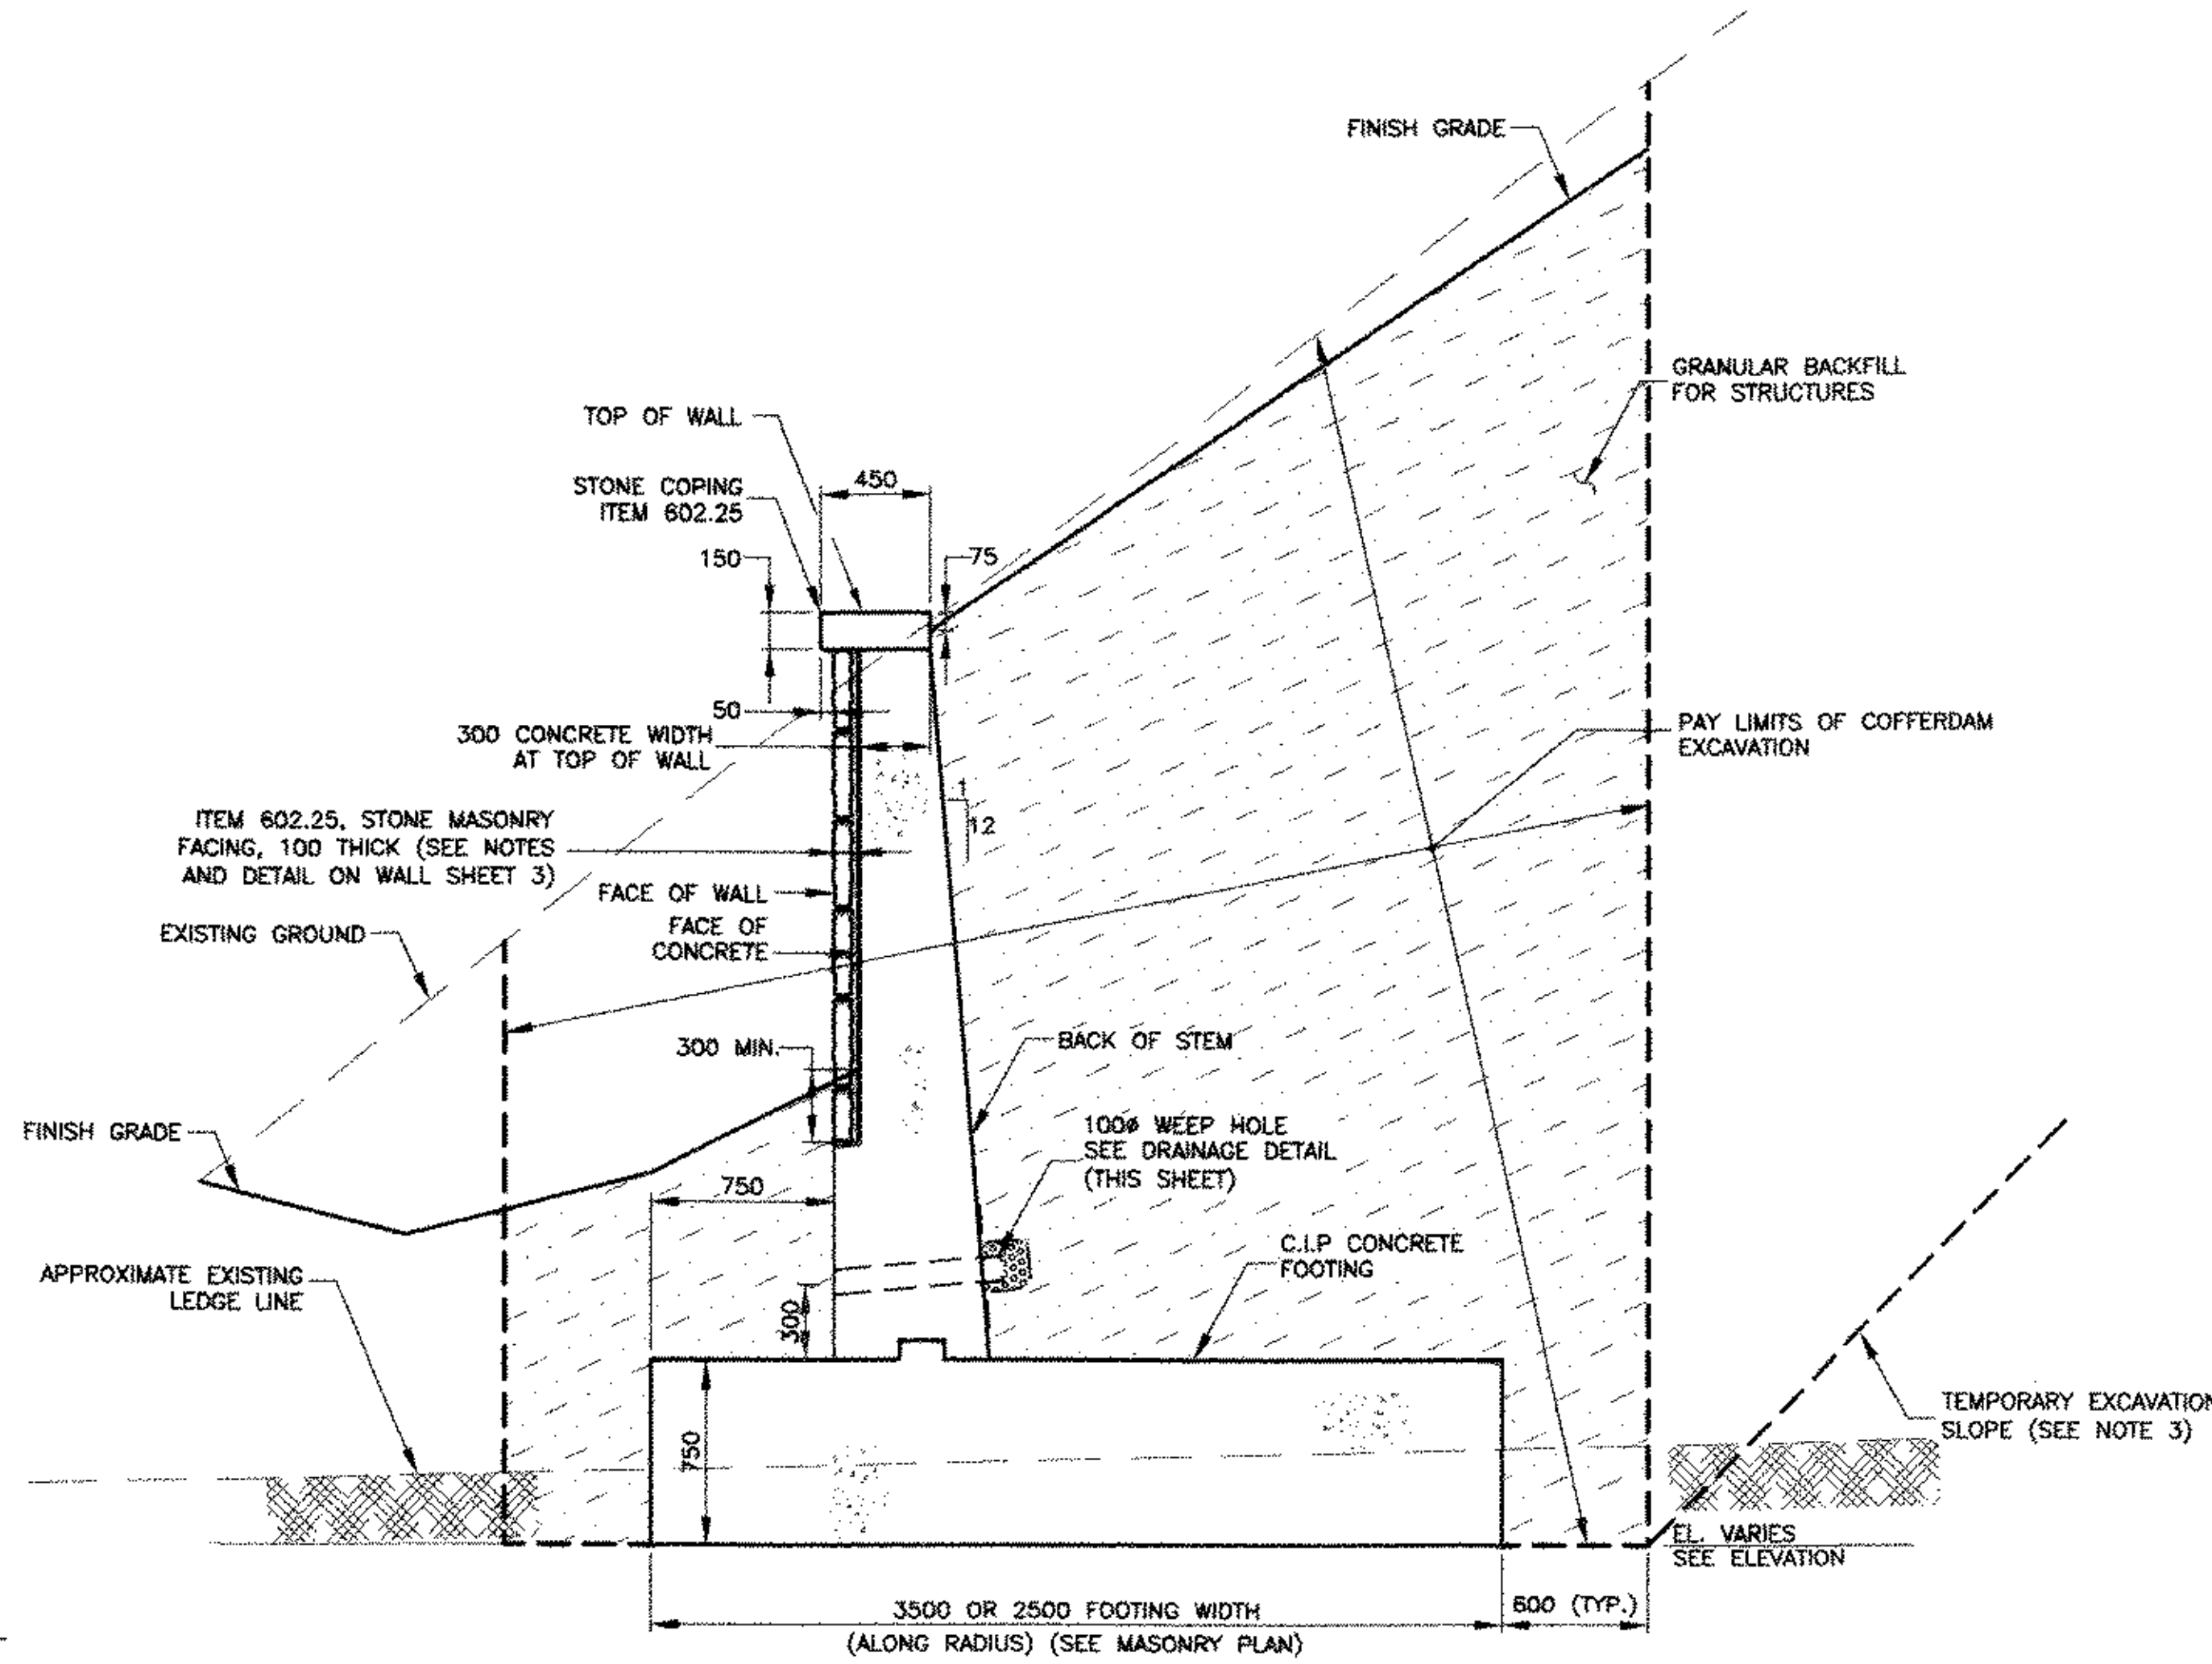 FINISH GRADE
GRANULAR BACKFILL
FOR STRUCTURES
TOP OF WALL
STONE COPING
ITEM 602.25
450
150
75
50
300 CONCRETE WIDTH
AT TOP OF WALL
PAY LIMITS OF COFFERDAM
EXCAVATION
1
12
ITEM 602.25, STONE MASONRY
FACING, 100 THICK (SEE NOTES
AND DETAIL ON WALL SHEET 3)
FACE OF WALL
FACE OF
CONCRETE
EXISTING GROUND
300 MIN.
BACK OF STEM
FINISH GRADE
100ø WEEP HOLE
SEE DRAINAGE DETAIL
(THIS SHEET)
750
C.I.P CONCRETE
FOOTING
APPROXIMATE EXISTING
LEDGE LINE
300
750
TEMPORARY EXCAVATION
SLOPE (SEE NOTE 3)
EL. VARIES
SEE ELEVATION
3500 OR 2500 FOOTING WIDTH
(ALONG RADIUS) (SEE MASONRY PLAN)
600 (TYP.)